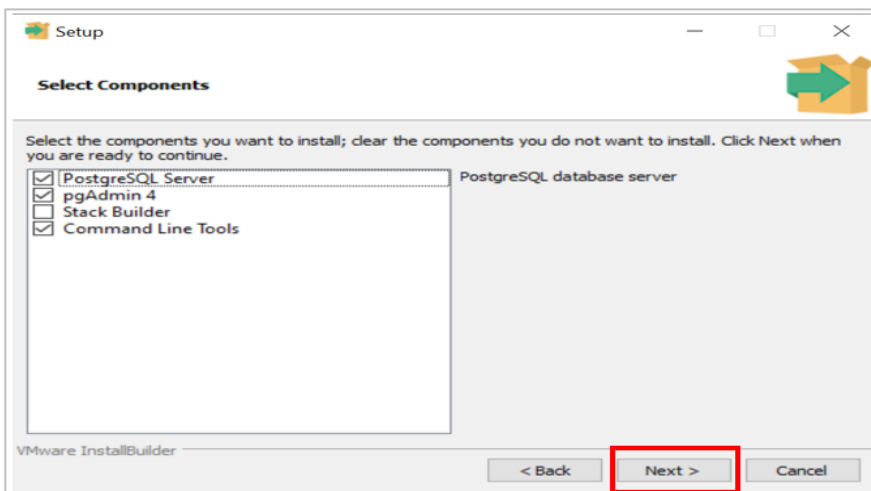 Setup
Select Components
Select the components you want to install; clear the components you do not want to install. Click Next when
you are ready to continue.
PostgreSQL Server
pgAdmin 4
Stack Builder
Command Line Tools
PostgreSQL database server
VMware InstallBuilder
< Back
Next >
Cancel